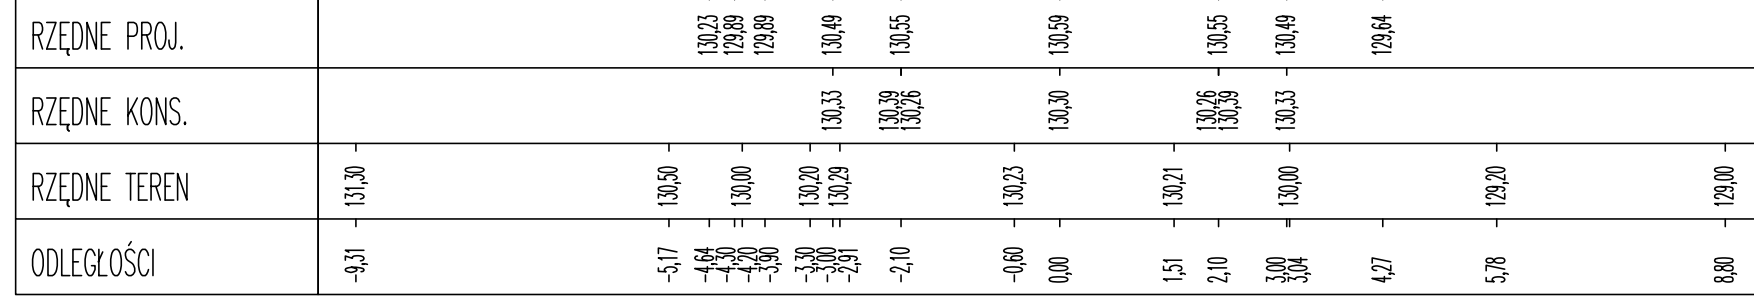 RZĘDNE PROJ. 130,23 129,89 129,89 130,49 130,55 130,59 130,55 130,49 129,64
RZĘDNE KONS. 130,33 130,39 130,26 130,30 130,26 130,39 130,33
RZĘDNE TEREN 131,30 130,50 130,00 130,20 130,29 130,23 130,21 130,00 129,20 129,00
ODLEGŁOŚCI -9,31 -5,17 -4,64 -4,30 -4,20 -3,90 -3,30 -3,00 -2,91 -2,10 -0,60 0,00 1,51 2,10 3,00 3,04 4,27 5,78 8,80